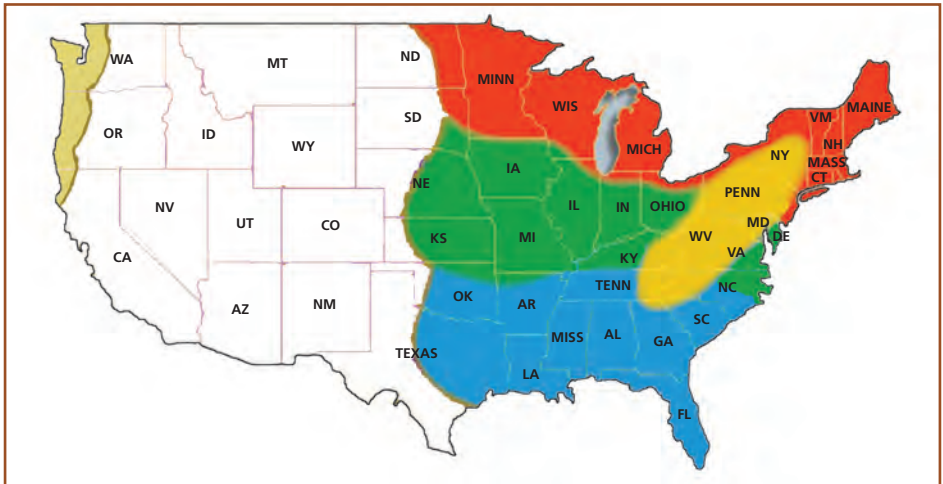 WA
MT
ND
MINN
OR
ID
WY
SD
WIS
MICH
VM
MAINE
NH
NY
MASS
CT
NV
UT
CO
NE
IA
IL
IN
OHIO
PENN
MD
DE
CA
KS
MI
KY
WV
VA
AZ
NM
OK
AR
TENN
NC
SC
TEXAS
MISS
AL
GA
LA
FL